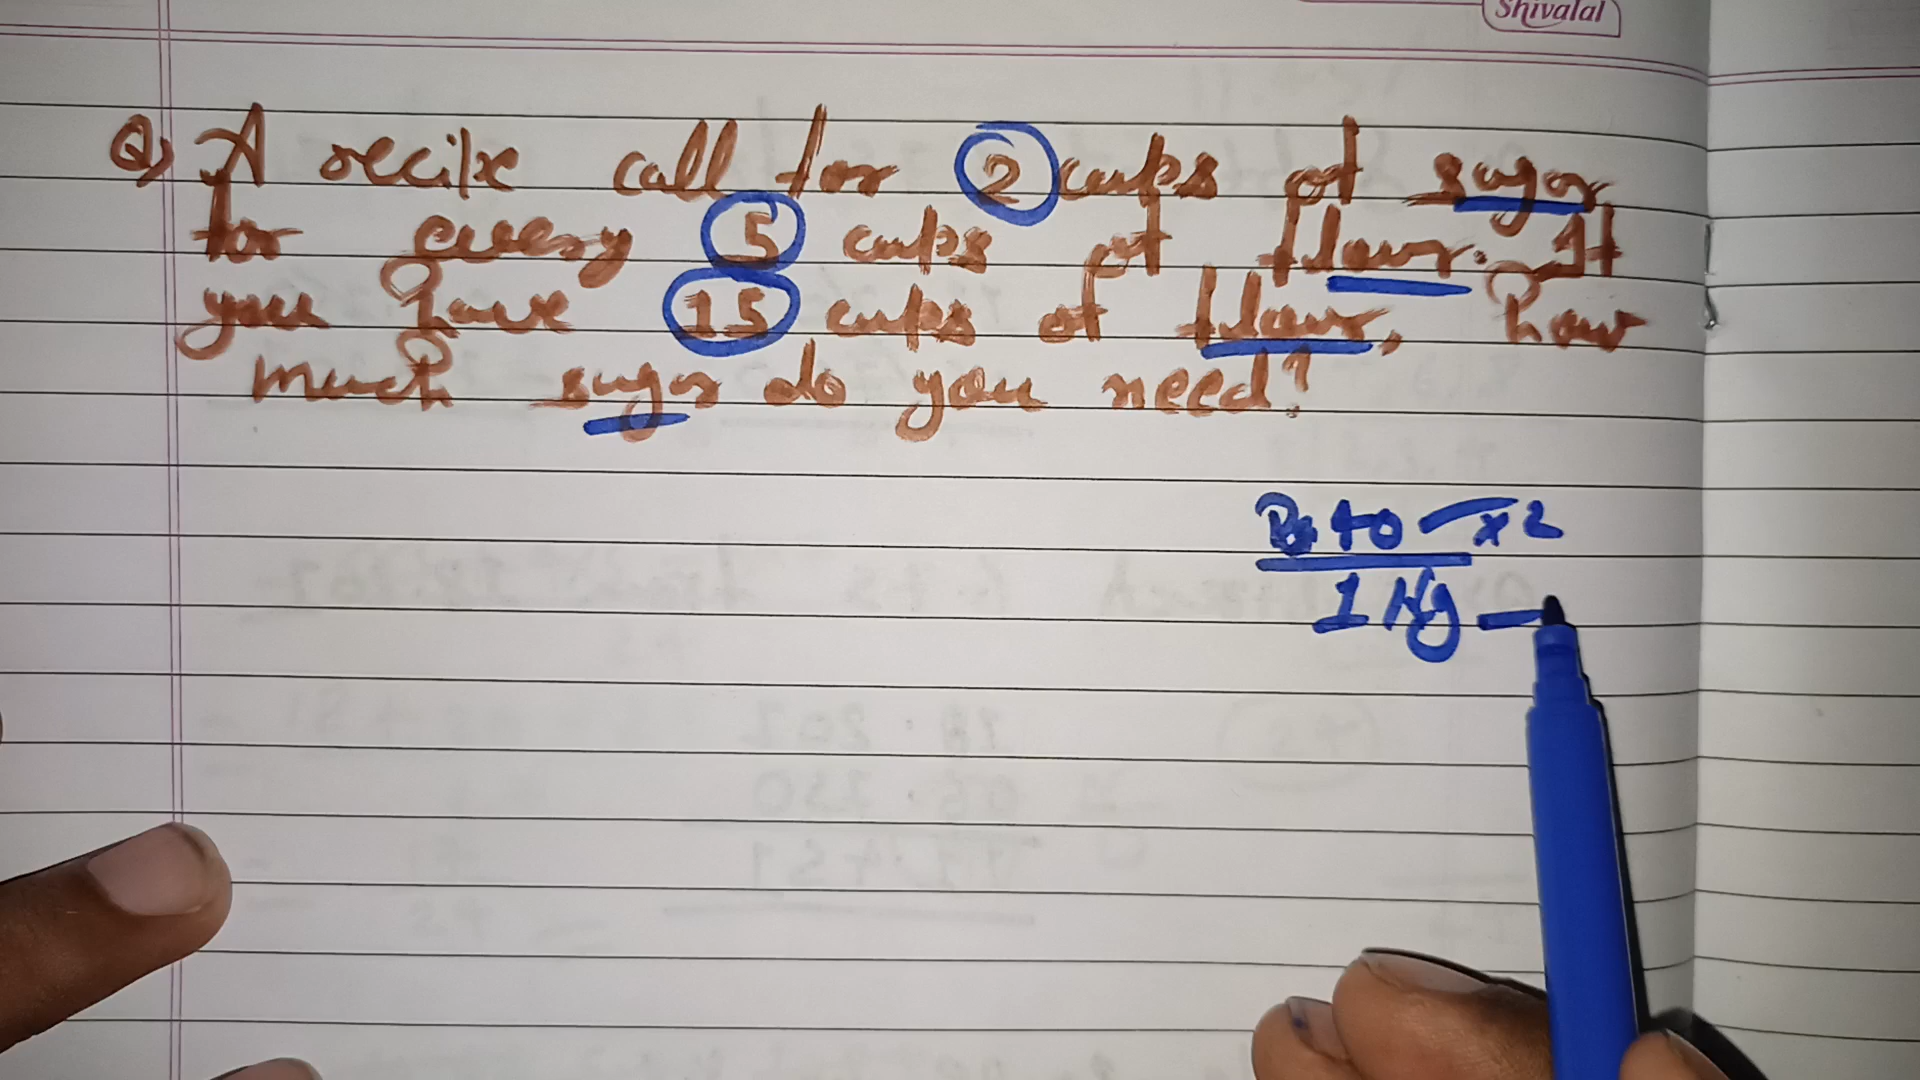 Shivalal
Q) A recipe call for 2 cups of sugar
for every 5 cups of flour. If
you have 15 cups of flour, how
much sugar do you need?
40 x 2
1 Kg